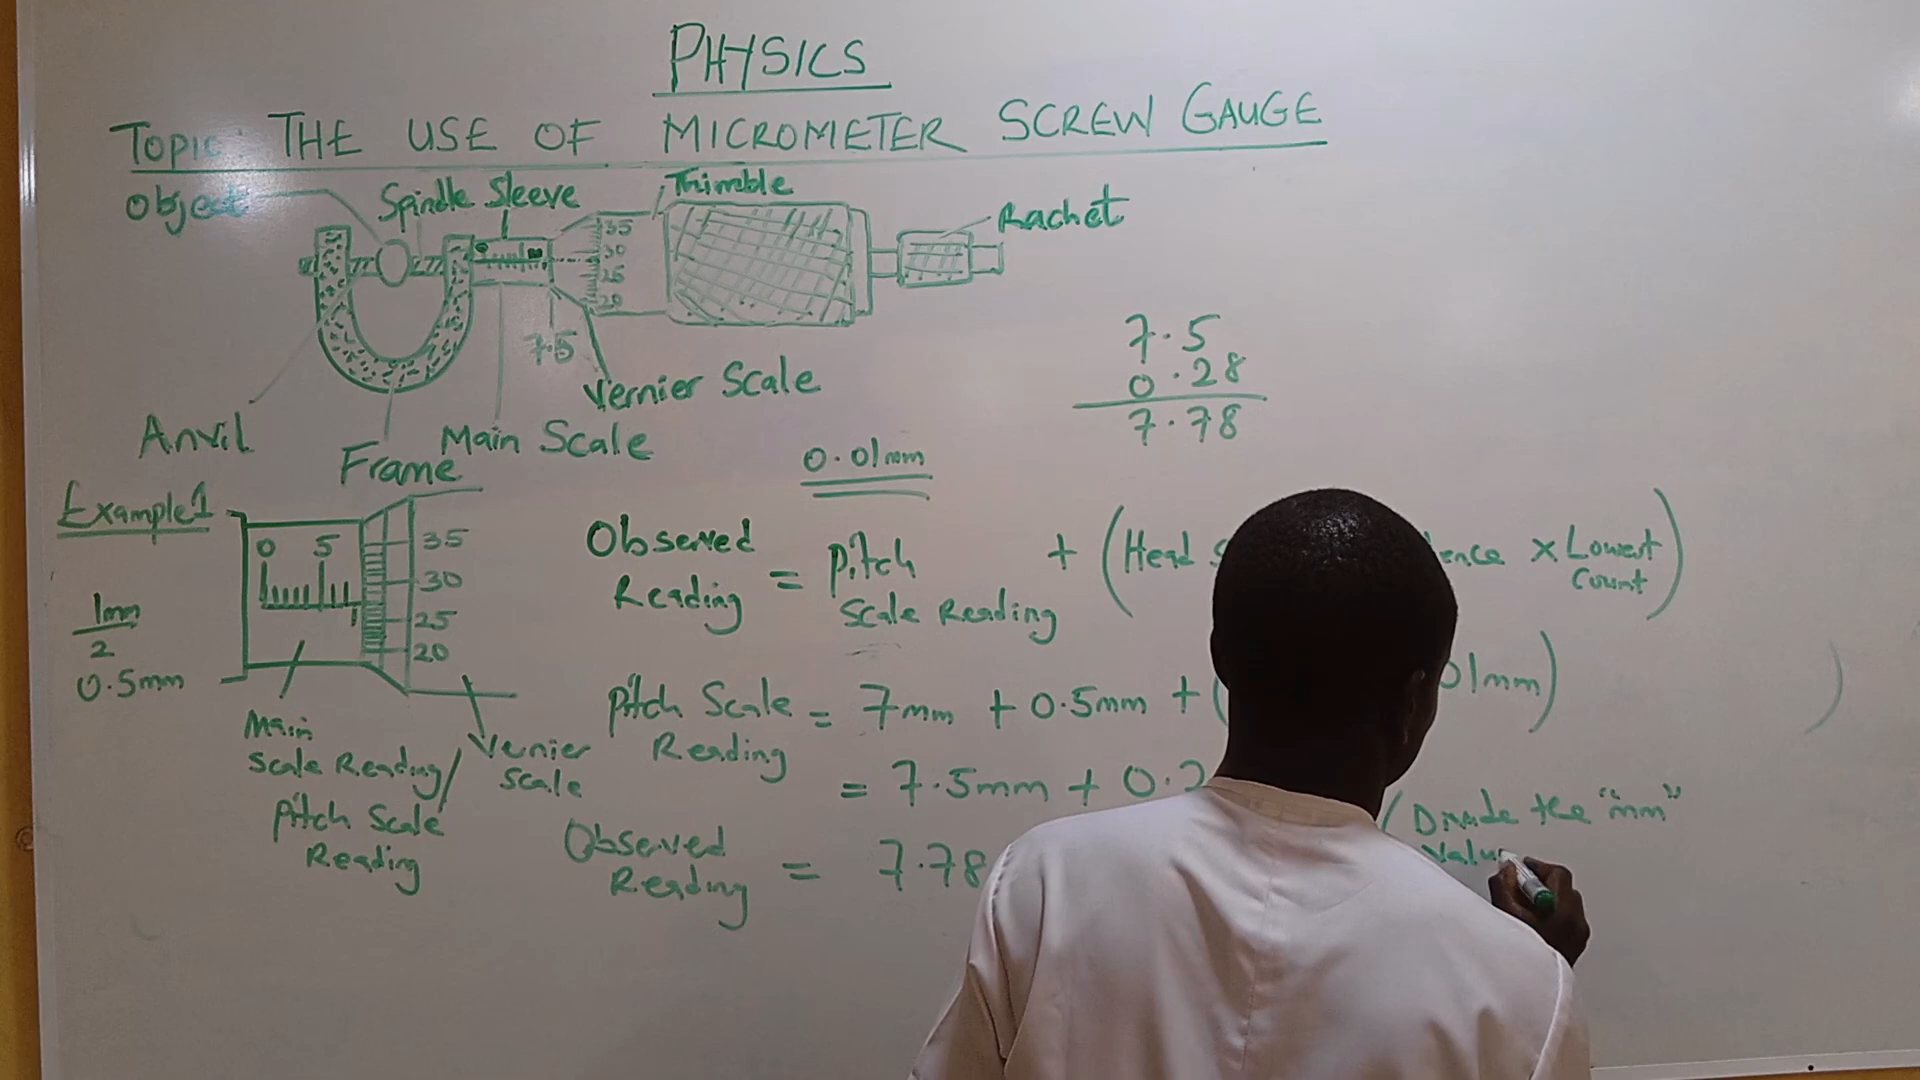 PHYSICS
Topic: THE USE OF MICROMETER SCREW GAUGE
Object
Spindle Sleeve
Thimble
Rachet
0
35
30
25
20
7.5
Vernier Scale
Anvil
Frame
Main Scale
7.5
0.28
7.78
0.01mm
Example 1
0 5
35
30
25
20
1mm
2
0.5mm
Main
Scale Reading/
Pitch Scale
Reading
Vernier
Scale
Observed
Reading = Pitch
Scale Reading + (Head × Lowest
Count)
Pitch Scale
Reading = 7mm + 0.5mm + ( 01mm)
)
= 7.5mm + 0.2
Observed
Reading = 7.78
(Divide the "mm"